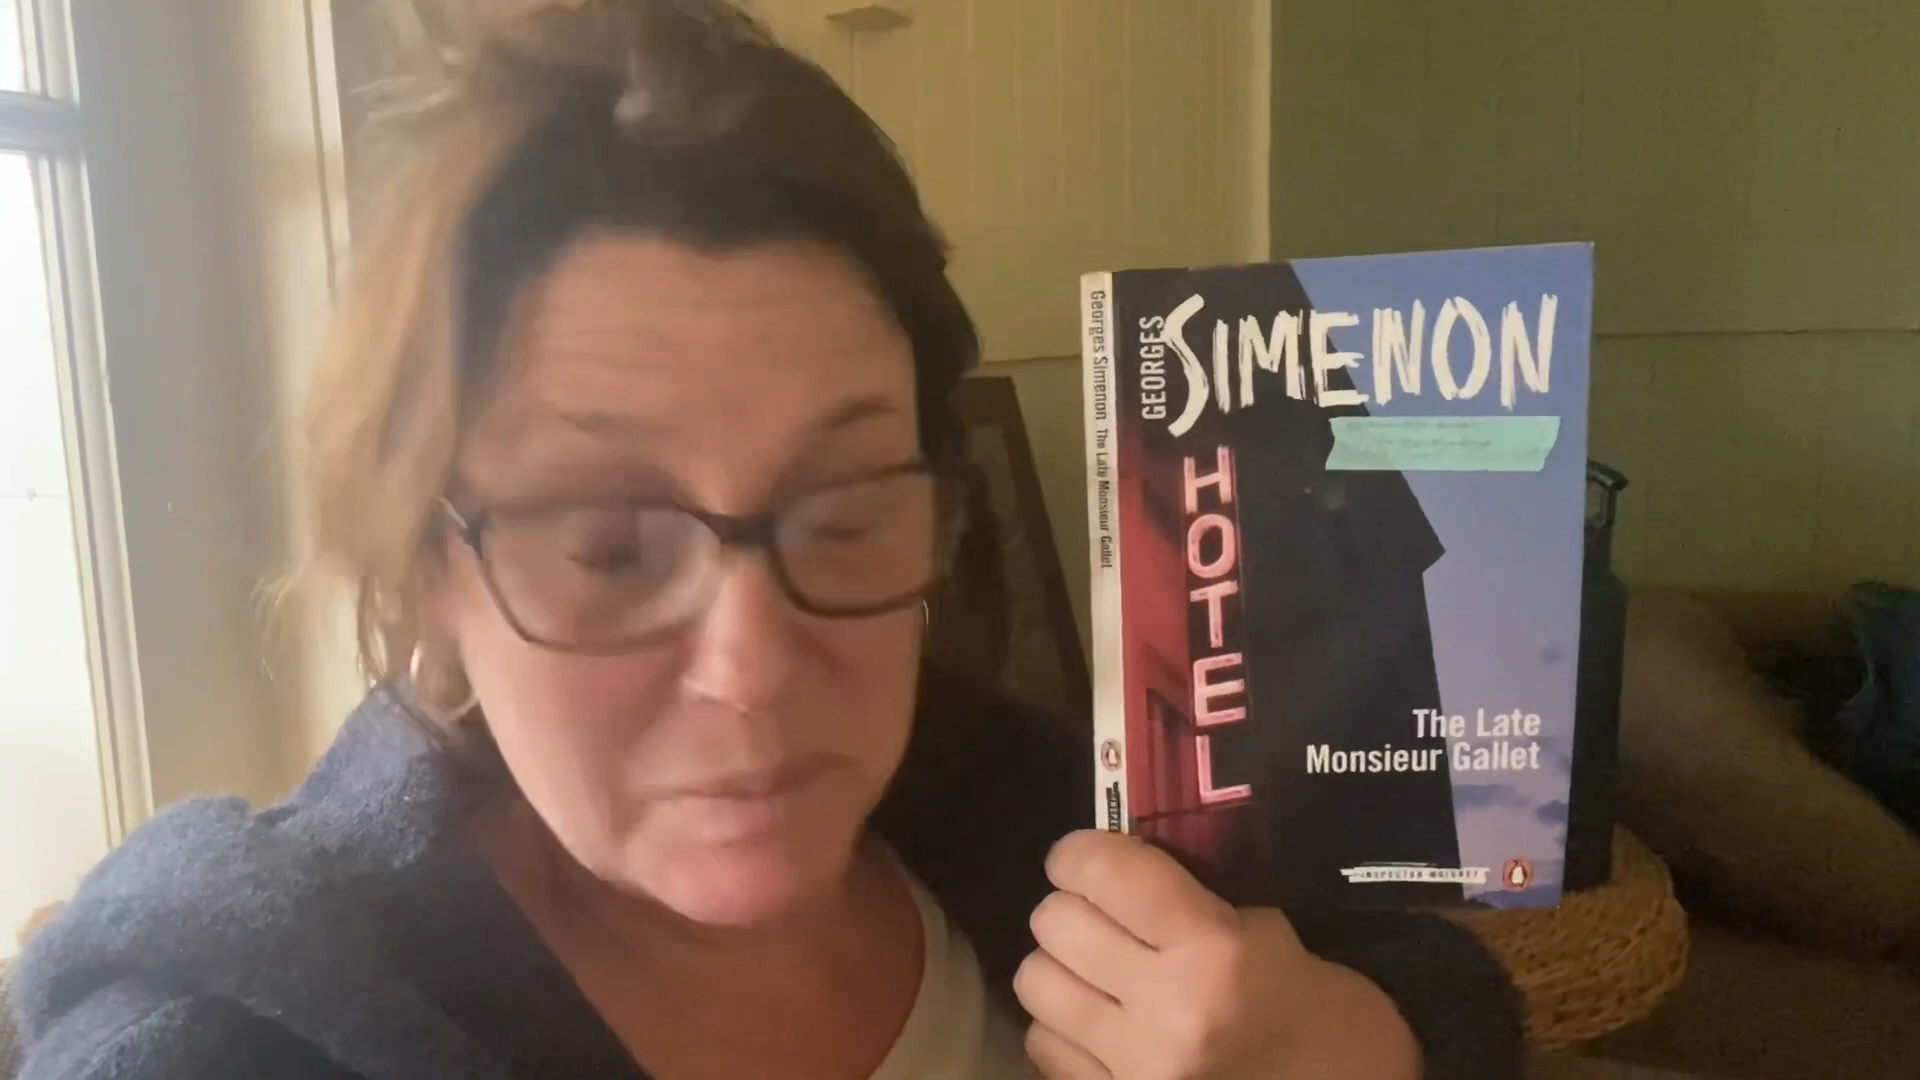 Georges Simenon The Late Monsieur Gallet
GEORGES
SIMENON
HOTEL
The Late
Monsieur Gallet
INSPECTOR MAIGRET